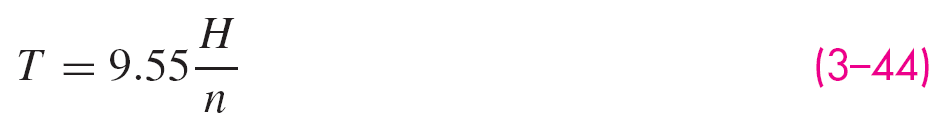 T = 9.55 H/n (3–44)